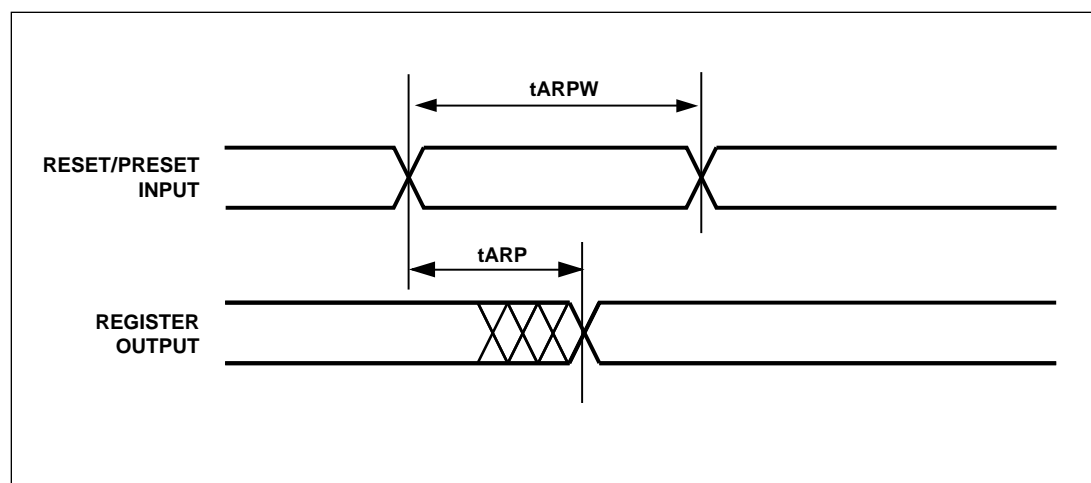 tARPW
RESET/PRESET
INPUT
tARP
REGISTER
OUTPUT